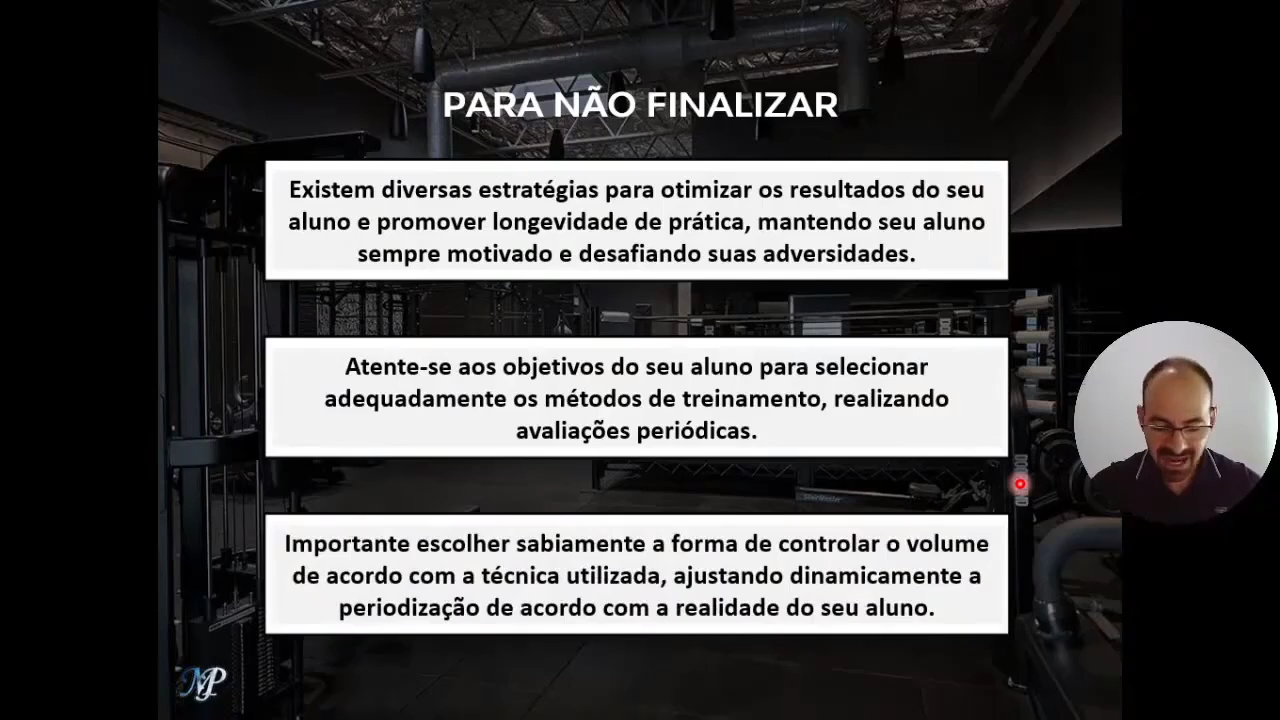 PARA NÃO FINALIZAR
Existem diversas estratégias para otimizar os resultados do seu
aluno e promover longevidade de prática, mantendo seu aluno
sempre motivado e desafiando suas adversidades.
Atente-se aos objetivos do seu aluno para selecionar
adequadamente os métodos de treinamento, realizando
avaliações periódicas.
Importante escolher sabiamente a forma de controlar o volume
de acordo com a técnica utilizada, ajustando dinamicamente a
periodização de acordo com a realidade do seu aluno.
MP